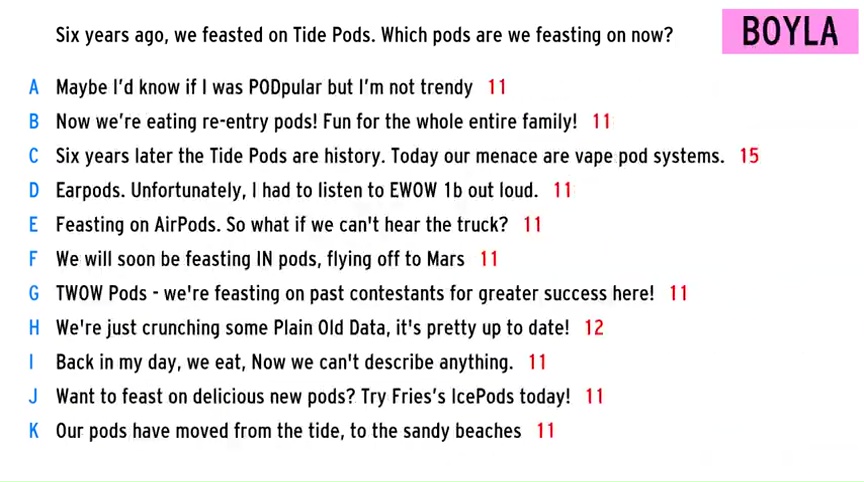 Six years ago, we feasted on Tide Pods. Which pods are we feasting on now?
BOYLA
A Maybe I'd know if I was PODpular but I'm not trendy 11
B Now we're eating re-entry pods! Fun for the whole entire family! 11
C Six years later the Tide Pods are history. Today our menace are vape pod systems. 15
D Earpods. Unfortunately, I had to listen to EWOW 1b out loud. 11
E Feasting on AirPods. So what if we can't hear the truck? 11
F We will soon be feasting IN pods, flying off to Mars 11
G TWOW Pods - we're feasting on past contestants for greater success here! 11
H We're just crunching some Plain Old Data, it's pretty up to date! 12
I Back in my day, we eat, Now we can't describe anything. 11
J Want to feast on delicious new pods? Try Fries's IcePods today! 11
K Our pods have moved from the tide, to the sandy beaches 11